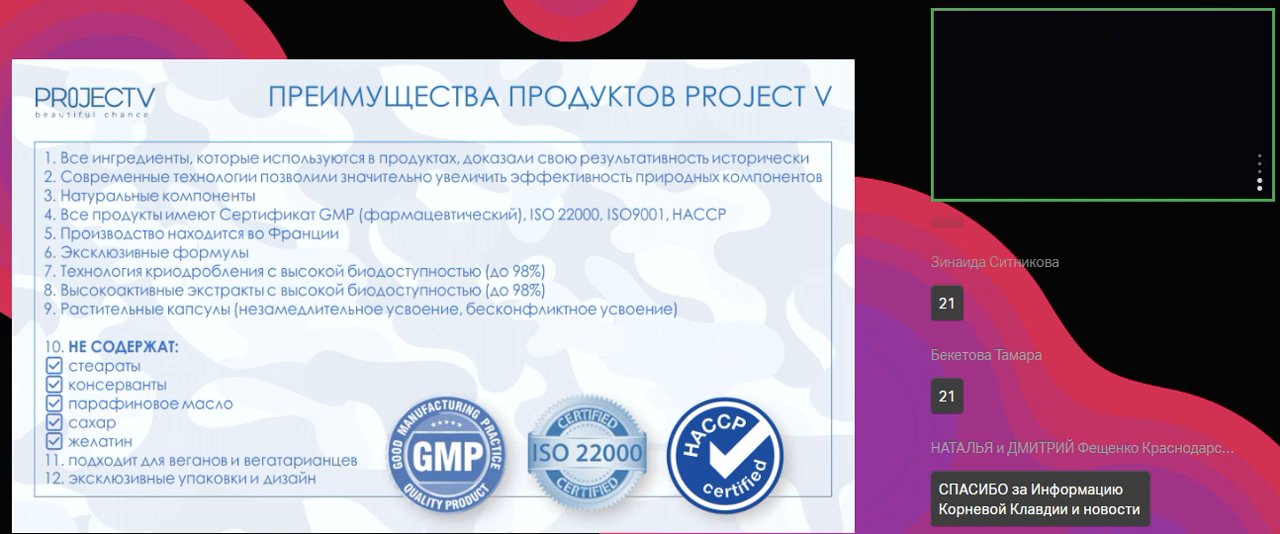 PROJECTV
beautiful chance
ПРЕИМУЩЕСТВА ПРОДУКТОВ PROJECT V
1. Все ингредиенты, которые используются в продуктах, доказали свою результативность исторически
2. Современные технологии позволили значительно увеличить эффективность природных компонентов
3. Натуральные компоненты
4. Все продукты имеют Сертификат GMP (фармацевтический), ISO 22000, ISO9001, HACCP
5. Производство находится во Франции
6. Эксклюзивные формулы
7. Технология криодробления с высокой биодоступностью (до 98%)
8. Высокоактивные экстракты с высокой биодоступностью (до 98%)
9. Растительные капсулы (незамедлительное усвоение, бесконфликтное усвоение)
10. НЕ СОДЕРЖАТ:
стеараты
консерванты
парафиновое масло
сахар
желатин
11. подходит для веганов и вегатарианцев
12. эксклюзивные упаковки и дизайн
GOOD MANUFACTURING PRACTICE
GMP
QUALITY PRODUCT
CERTIFIED
ISO 22000
CERTIFIED
HACCP
certified
Зинаида Ситникова
21
Бекетова Тамара
21
НАТАЛЬЯ и ДМИТРИЙ Фещенко Краснодарс...
СПАСИБО за Информацию
Корневой Клавдии и новости